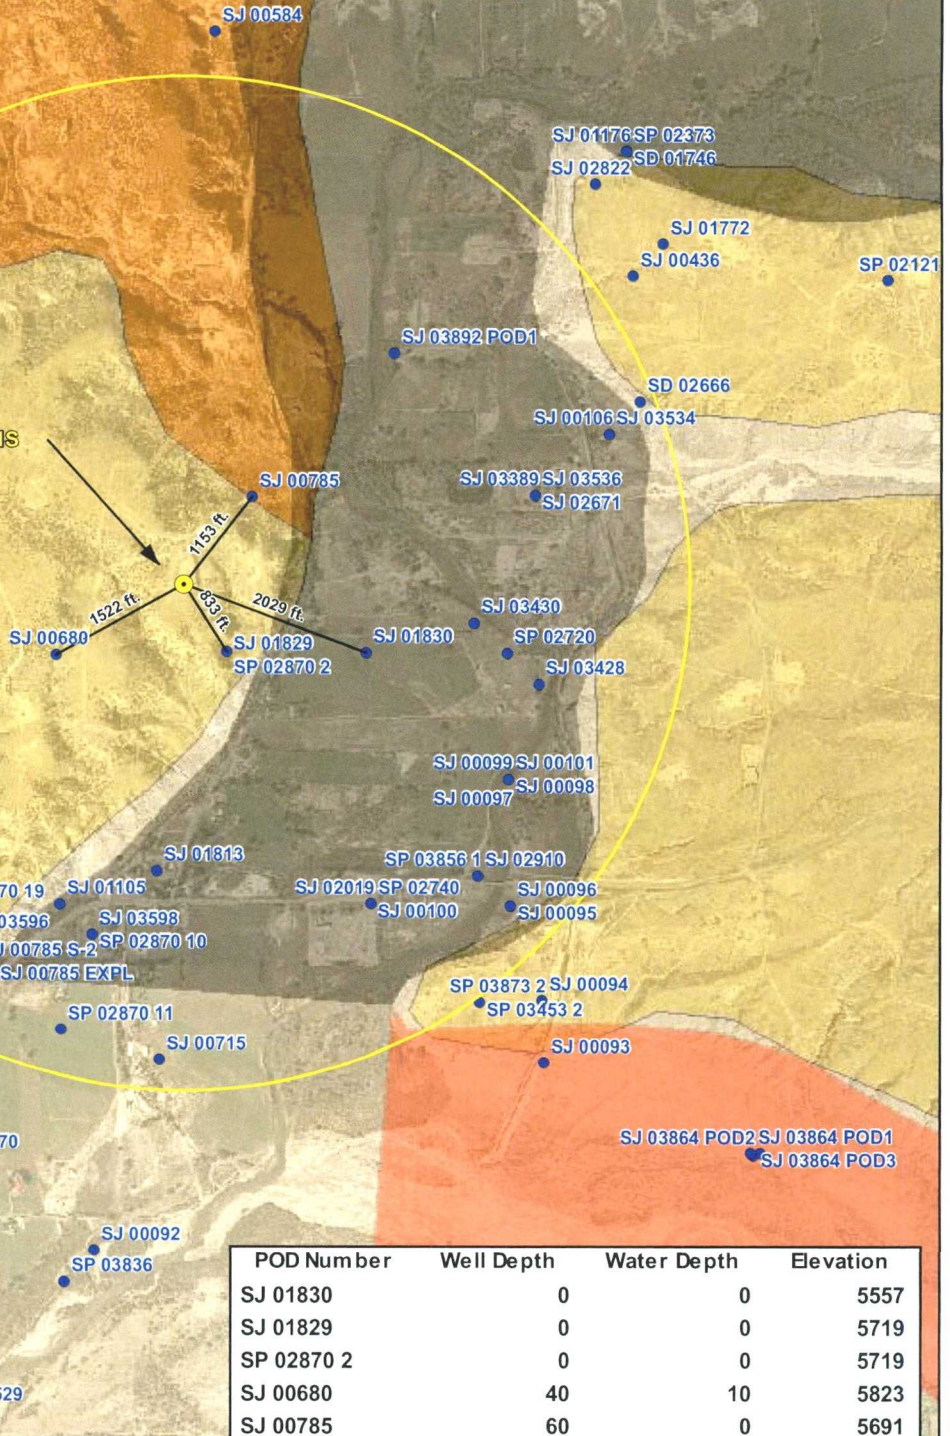 SJ 00584
SJ 01176 SP 02373
SD 01746
SJ 02822
SJ 01772
SJ 00436
SP 02121
SJ 03892 POD1
SD 02666
SJ 00106 SJ 03534
SJ 00785
SJ 03389 SJ 03536
SJ 02671
1153 ft.
1522 ft.
833 ft.
2029 ft.
SJ 00680
SJ 01829
SP 02870 2
SJ 01830
SJ 03430
SP 02720
SJ 03428
SJ 00099 SJ 00101
SJ 00098
SJ 00097
SJ 01813
SP 03856 1 SJ 02910
70 19
SJ 01105
SJ 02019 SP 02740
SJ 00100
SJ 00096
SJ 00095
03596
SJ 03598
SP 02870 10
J 00785 S-2
SJ 00785 EXPL
SP 03873 2
SJ 00094
SP 03453 2
SP 02870 11
SJ 00715
SJ 00093
70
SJ 03864 POD2 SJ 03864 POD1
SJ 03864 POD3
SJ 00092
SP 03836
529
POD Number Well Depth Water Depth Elevation
SJ 01830 0 0 5557
SJ 01829 0 0 5719
SP 02870 2 0 0 5719
SJ 00680 40 10 5823
SJ 00785 60 0 5691